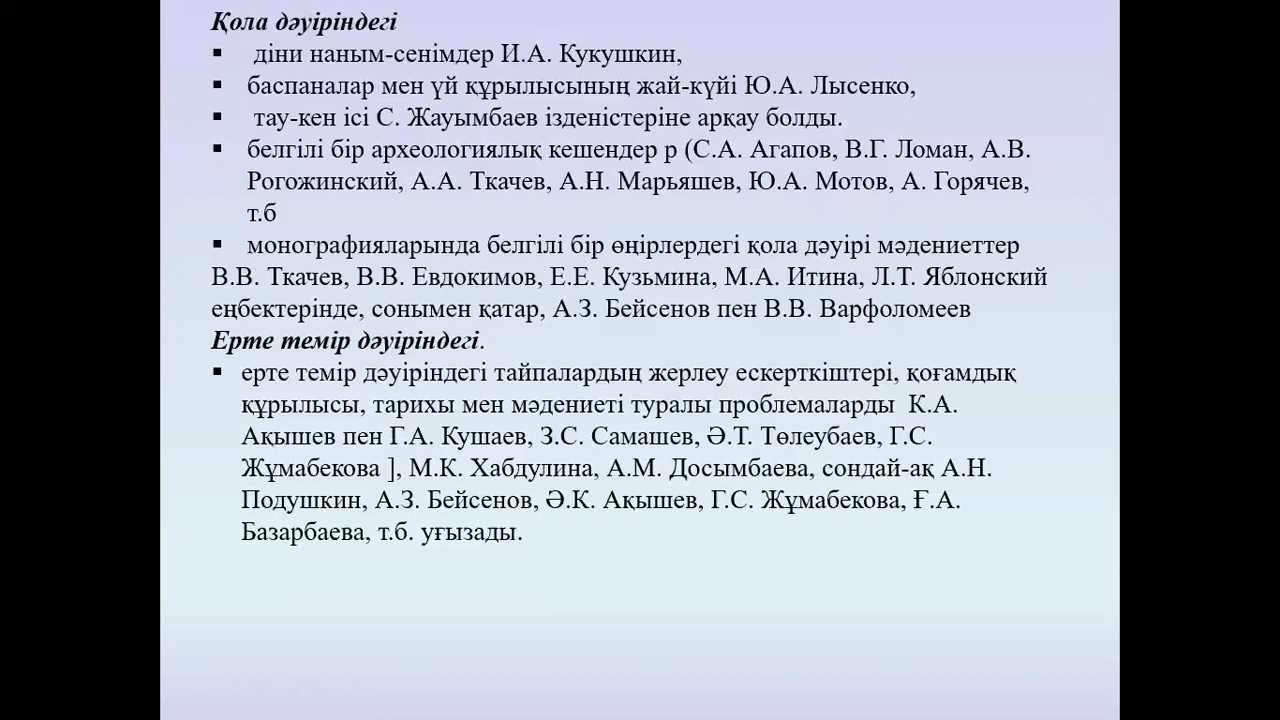 Қола дәуіріндегі
▪ діни наным-сенімдер И.А. Кукушкин,
▪ баспаналар мен үй құрылысының жай-күйі Ю.А. Лысенко,
▪ тау-кен ісі С. Жауымбаев ізденістеріне арқау болды.
▪ белгілі бір археологиялық кешендер р (С.А. Агапов, В.Г. Ломан, А.В.
Рогожинский, А.А. Ткачев, А.Н. Марьяшев, Ю.А. Мотов, А. Горячев,
т.б
▪ монографияларында белгілі бір өңірлердегі қола дәуірі мәдениеттер
В.В. Ткачев, В.В. Евдокимов, Е.Е. Кузьмина, М.А. Итина, Л.Т. Яблонский
еңбектерінде, сонымен қатар, А.З. Бейсенов пен В.В. Варфоломеев
Ерте темір дәуіріндегі.
▪ ерте темір дәуіріндегі тайпалардың жерлеу ескерткіштері, қоғамдық
құрылысы, тарихы мен мәдениеті туралы проблемаларды К.А.
Ақышев пен Г.А. Кушаев, З.С. Самашев, Ә.Т. Төлеубаев, Г.С.
Жұмабекова ], М.К. Хабдулина, А.М. Досымбаева, сондай-ақ А.Н.
Подушкин, А.З. Бейсенов, Ә.К. Ақышев, Г.С. Жұмабекова, Ғ.А.
Базарбаева, т.б. уғызады.